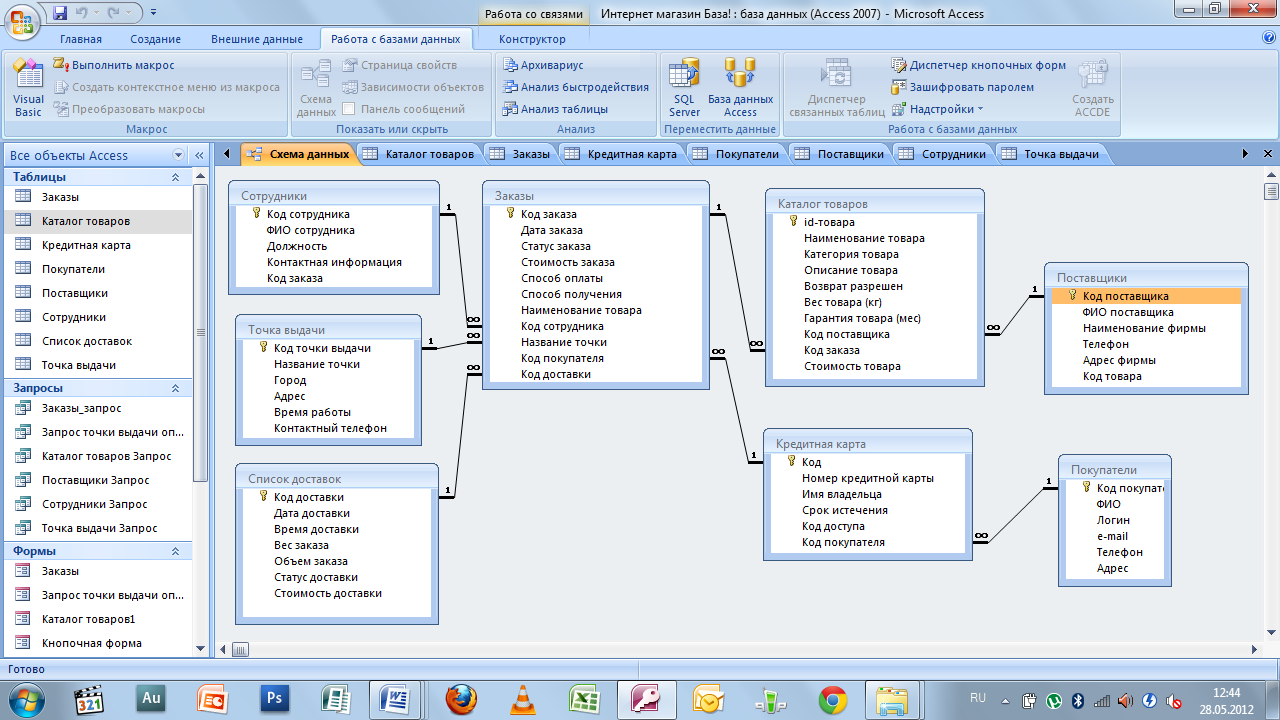 Работа со связями
Интернет магазин База! : база данных (Access 2007) - Microsoft Access
Главная
Создание
Внешние данные
Работа с базами данных
Конструктор
Visual Basic
Выполнить макрос
Создать контекстное меню из макроса
Преобразовать макросы
Макрос
Схема данных
Страница свойств
Зависимости объектов
Панель сообщений
Показать или скрыть
Архивариус
Анализ быстродействия
Анализ таблицы
Анализ
SQL Server
База данных Access
Переместить данные
Диспетчер связанных таблиц
Диспетчер кнопочных форм
Зашифровать паролем
Надстройки
Создать ACCDE
Работа с базами данных
Все объекты Access
Таблицы
Заказы
Каталог товаров
Кредитная карта
Покупатели
Поставщики
Сотрудники
Список доставок
Точка выдачи
Запросы
Заказы_запрос
Запрос точки выдачи оп...
Каталог товаров Запрос
Поставщики Запрос
Сотрудники Запрос
Точка выдачи Запрос
Формы
Заказы
Запрос точки выдачи оп...
Каталог товаров1
Кнопочная форма
Схема данных
Каталог товаров
Заказы
Кредитная карта
Покупатели
Поставщики
Сотрудники
Точка выдачи
Сотрудники
Код сотрудника
ФИО сотрудника
Должность
Контактная информация
Код заказа
1
∞
Точка выдачи
Код точки выдачи
Название точки
Город
Адрес
Время работы
Контактный телефон
1
∞
Список доставок
Код доставки
Дата доставки
Время доставки
Вес заказа
Объем заказа
Статус доставки
Стоимость доставки
1
∞
Заказы
Код заказа
Дата заказа
Статус заказа
Стоимость заказа
Способ оплаты
Способ получения
Наименование товара
Код сотрудника
Название точки
Код покупателя
Код доставки
1
∞
∞
1
Каталог товаров
id-товара
Наименование товара
Категория товара
Описание товара
Возврат разрешен
Вес товара (кг)
Гарантия товара (мес)
Код поставщика
Код заказа
Стоимость товара
∞
1
Поставщики
Код поставщика
ФИО поставщика
Наименование фирмы
Телефон
Адрес фирмы
Код товара
Кредитная карта
Код
Номер кредитной карты
Имя владельца
Срок истечения
Код доступа
Код покупателя
∞
1
Покупатели
Код покупат
ФИО
Логин
e-mail
Телефон
Адрес
Готово
321
Au
Ps
RU
12:44
28.05.2012